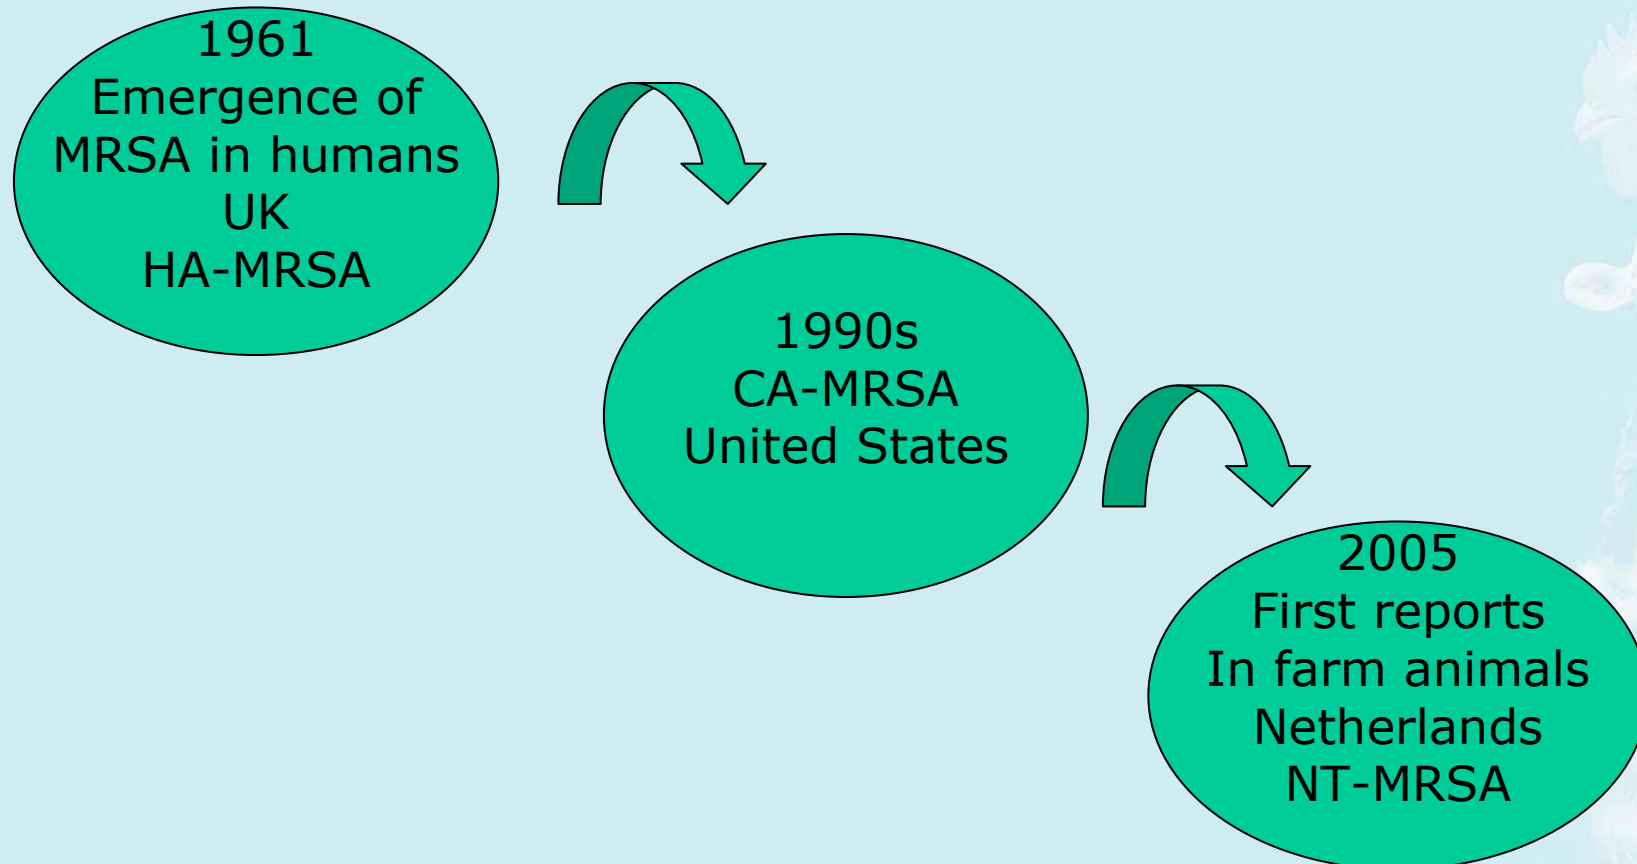 1961
Emergence of
MRSA in humans
UK
HA-MRSA
1990s
CA-MRSA
United States
2005
First reports
In farm animals
Netherlands
NT-MRSA